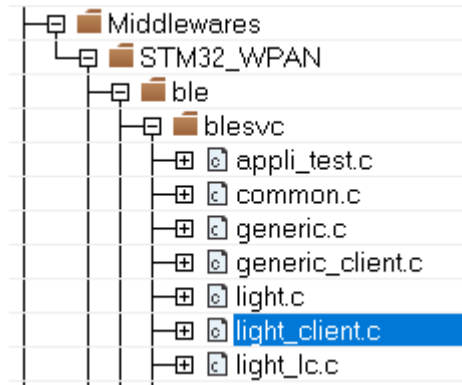 Middlewares
STM32_WPAN
ble
blesvc
appli_test.c
common.c
generic.c
generic_client.c
light.c
light_client.c
light_lc.c